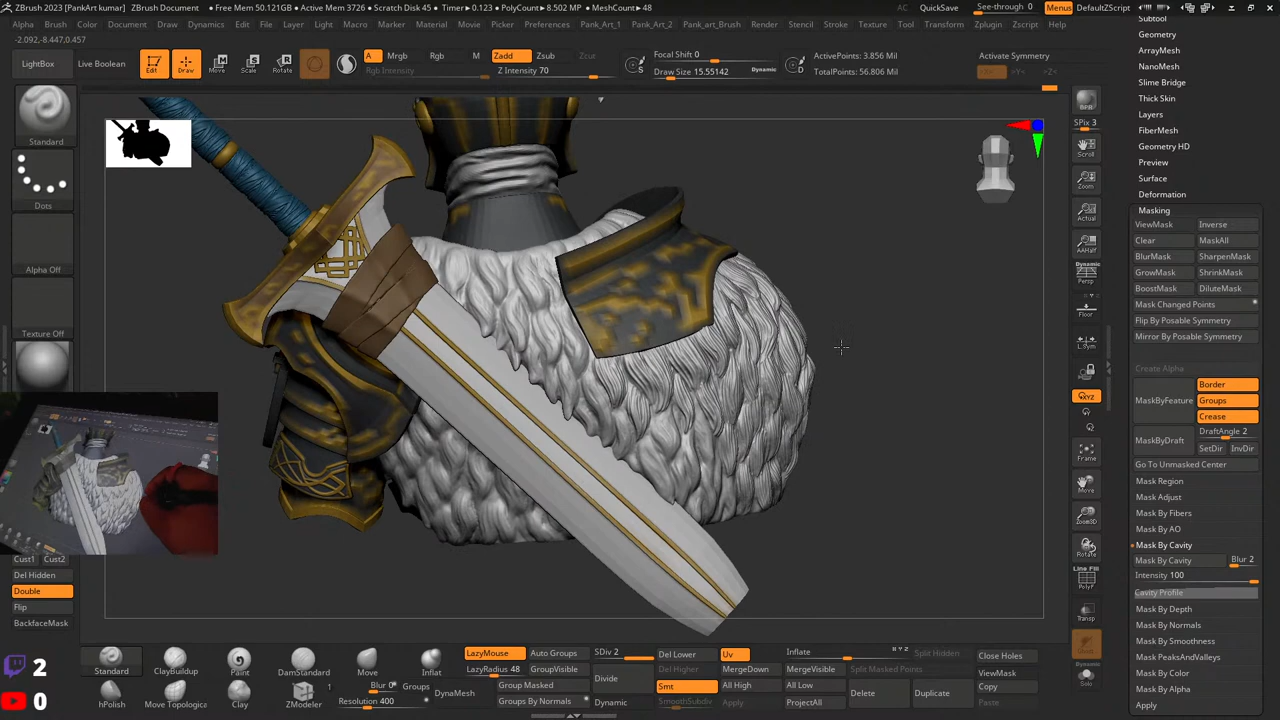 ZBrush 2023 [PankArt kumar] ZBrush Document • Free Mem 50.121GB • Active Mem 3726 • Scratch Disk 45 • Timer▸0.123 • PolyCount▸8.502 MP • MeshCount▸48 AC QuickSave See-through 0 Menus DefaultZScript
Alpha Brush Color Document Draw Dynamics Edit File Layer Light Macro Marker Material Movie Picker Preferences Pank_Art_1 Pank_Art_2 Pank_art_Brush Render Stencil Stroke Texture Tool Transform Zplugin Zscript Help
-2.092,-8.447,0.457
LightBox Live Boolean Edit Draw Move Scale Rotate
A Mrgb Rgb M Zadd Zsub Zcut
Rgb Intensity Z Intensity 70
Focal Shift 0
Draw Size 15.55142 Dynamic
S D
ActivePoints: 3.856 Mil
TotalPoints: 56.806 Mil
Activate Symmetry
>X< >Y< >Z<
Standard
Dots
Alpha Off
Texture Off
Cust1 Cust2
Del Hidden
Double
Flip
BackfaceMask
BPR
SPix 3
Scroll
Zoom
Actual
AAHalf
Dynamic
Persp
Floor
L.Sym
XYZ
Frame
Move
Zoom3D
Rotate
Line Fill
PolyF
Transp
Dynamic
Solo
Subtool
Geometry
ArrayMesh
NanoMesh
Slime Bridge
Thick Skin
Layers
FiberMesh
Geometry HD
Preview
Surface
Deformation
Masking
ViewMask Inverse
Clear MaskAll
BlurMask SharpenMask
GrowMask ShrinkMask
BoostMask DiluteMask
Mask Changed Points
Flip By Posable Symmetry
Mirror By Posable Symmetry
Create Alpha
MaskByFeature Border
Groups
Crease
MaskByDraft DraftAngle 2
SetDir InvDir
Go To Unmasked Center
Mask Region
Mask Adjust
Mask By Fibers
Mask By AO
Mask By Cavity
Mask By Cavity Blur 2
Intensity 100
Cavity Profile
Mask By Depth
Mask By Normals
Mask By Smoothness
Mask PeaksAndValleys
Mask By Color
Mask By Alpha
Apply
2
0
Standard ClayBuildup Paint DamStandard Move Inflat
hPolish Move Topologica Clay ZModeler
1
Blur 0 Groups
Resolution 400
DynaMesh
LazyMouse Auto Groups
LazyRadius 48 GroupVisible
Group Masked
Groups By Normals
SDiv 2
Divide
Dynamic
Del Lower
Del Higher
Smt
SmoothSubdiv
Uv Inflate X Y Z
MergeDown MergeVisible
All High All Low
Apply ProjectAll
Split Hidden
Split Masked Points
Delete Duplicate
Close Holes
ViewMask
Copy
Paste